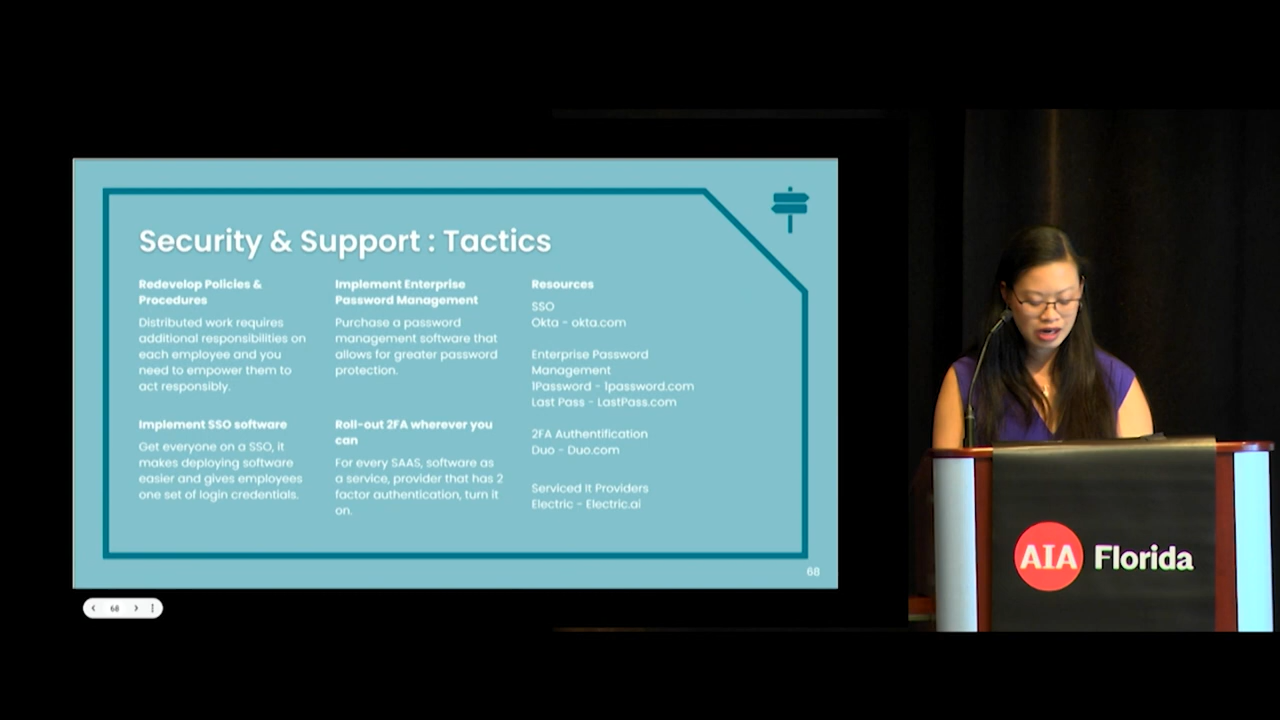 Security & Support : Tactics
Redevelop Policies &
Procedures
Distributed work requires
additional responsibilities on
each employee and you
need to empower them to
act responsibly.
Implement SSO software
Get everyone on a SSO, it
makes deploying software
easier and gives employees
one set of login credentials.
Implement Enterprise
Password Management
Purchase a password
management software that
allows for greater password
protection.
Roll-out 2FA wherever you
can
For every SAAS, software as
a service, provider that has 2
factor authentication, turn it
on.
Resources
SSO
Okta - okta.com
Enterprise Password
Management
1Password - 1password.com
Last Pass - LastPass.com
2FA Authentification
Duo - Duo.com
Serviced It Providers
Electric - Electric.ai
68
68
AIA Florida